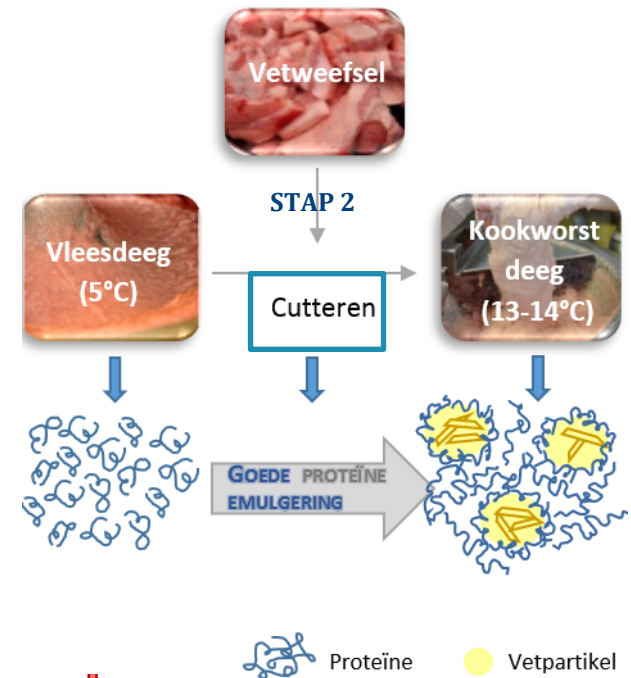 Vetweefsel
STAP 2
Vleesdeeg
(5°C)
Cutteren
Kookworst
deeg
(13-14°C)
GOEDE PROTEÏNE
EMULGERING
Proteïne
Vetpartikel